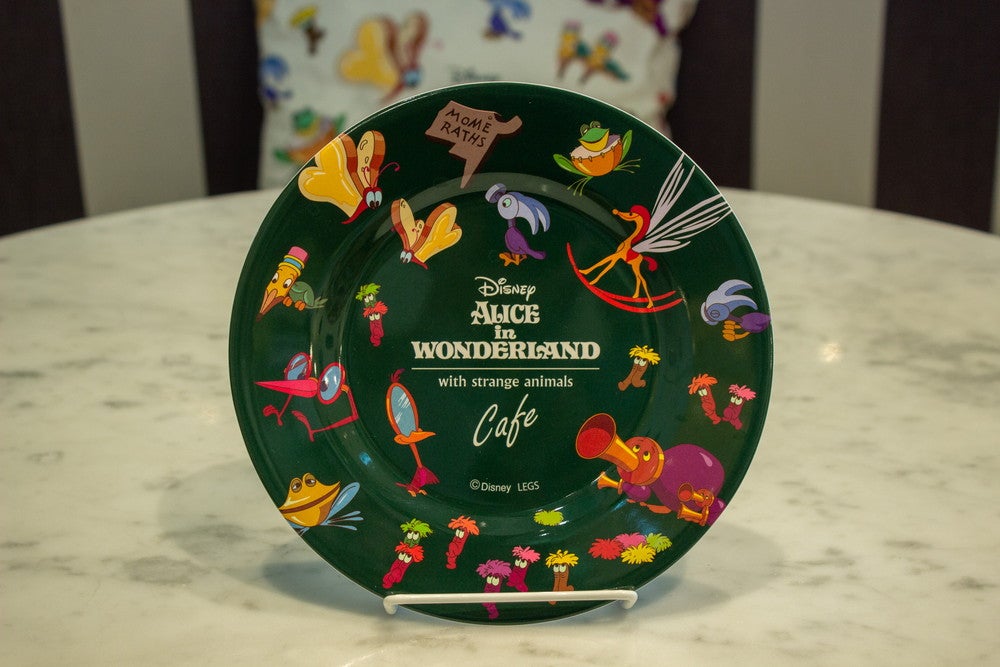 MOME
RATHS
Disney
ALICE
in
WONDERLAND
with strange animals
Cafe
©Disney LEGS